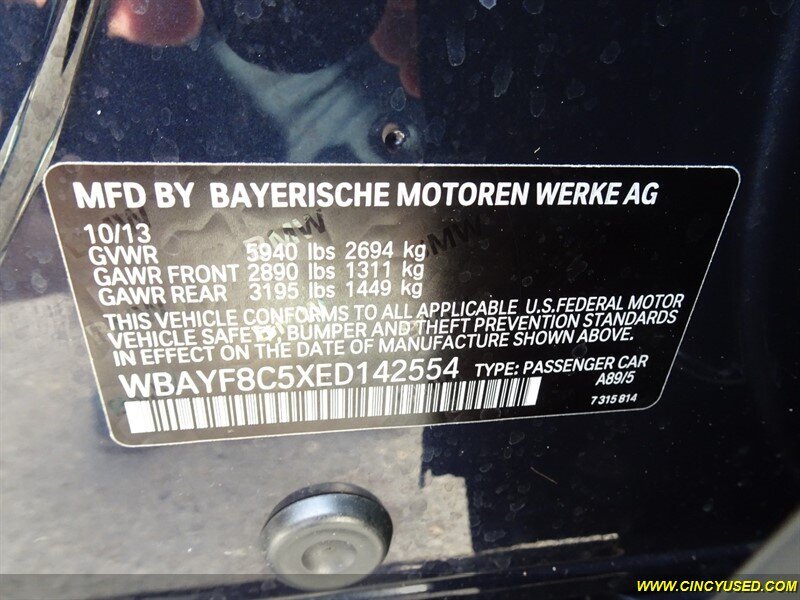 MFD BY BAYERISCHE MOTOREN WERKE AG
10/13
GVWR 5940 lbs 2694 kg
GAWR FRONT 2890 lbs 1311 kg
GAWR REAR 3195 lbs 1449 kg
THIS VEHICLE CONFORMS TO ALL APPLICABLE U.S.FEDERAL MOTOR
VEHICLE SAFETY, BUMPER AND THEFT PREVENTION STANDARDS
IN EFFECT ON THE DATE OF MANUFACTURE SHOWN ABOVE.
WBAYF8C5XED142554 TYPE: PASSENGER CAR
A89/5
7 315 814
BMW
BMW
BMW
WWW.CINCYUSED.COM